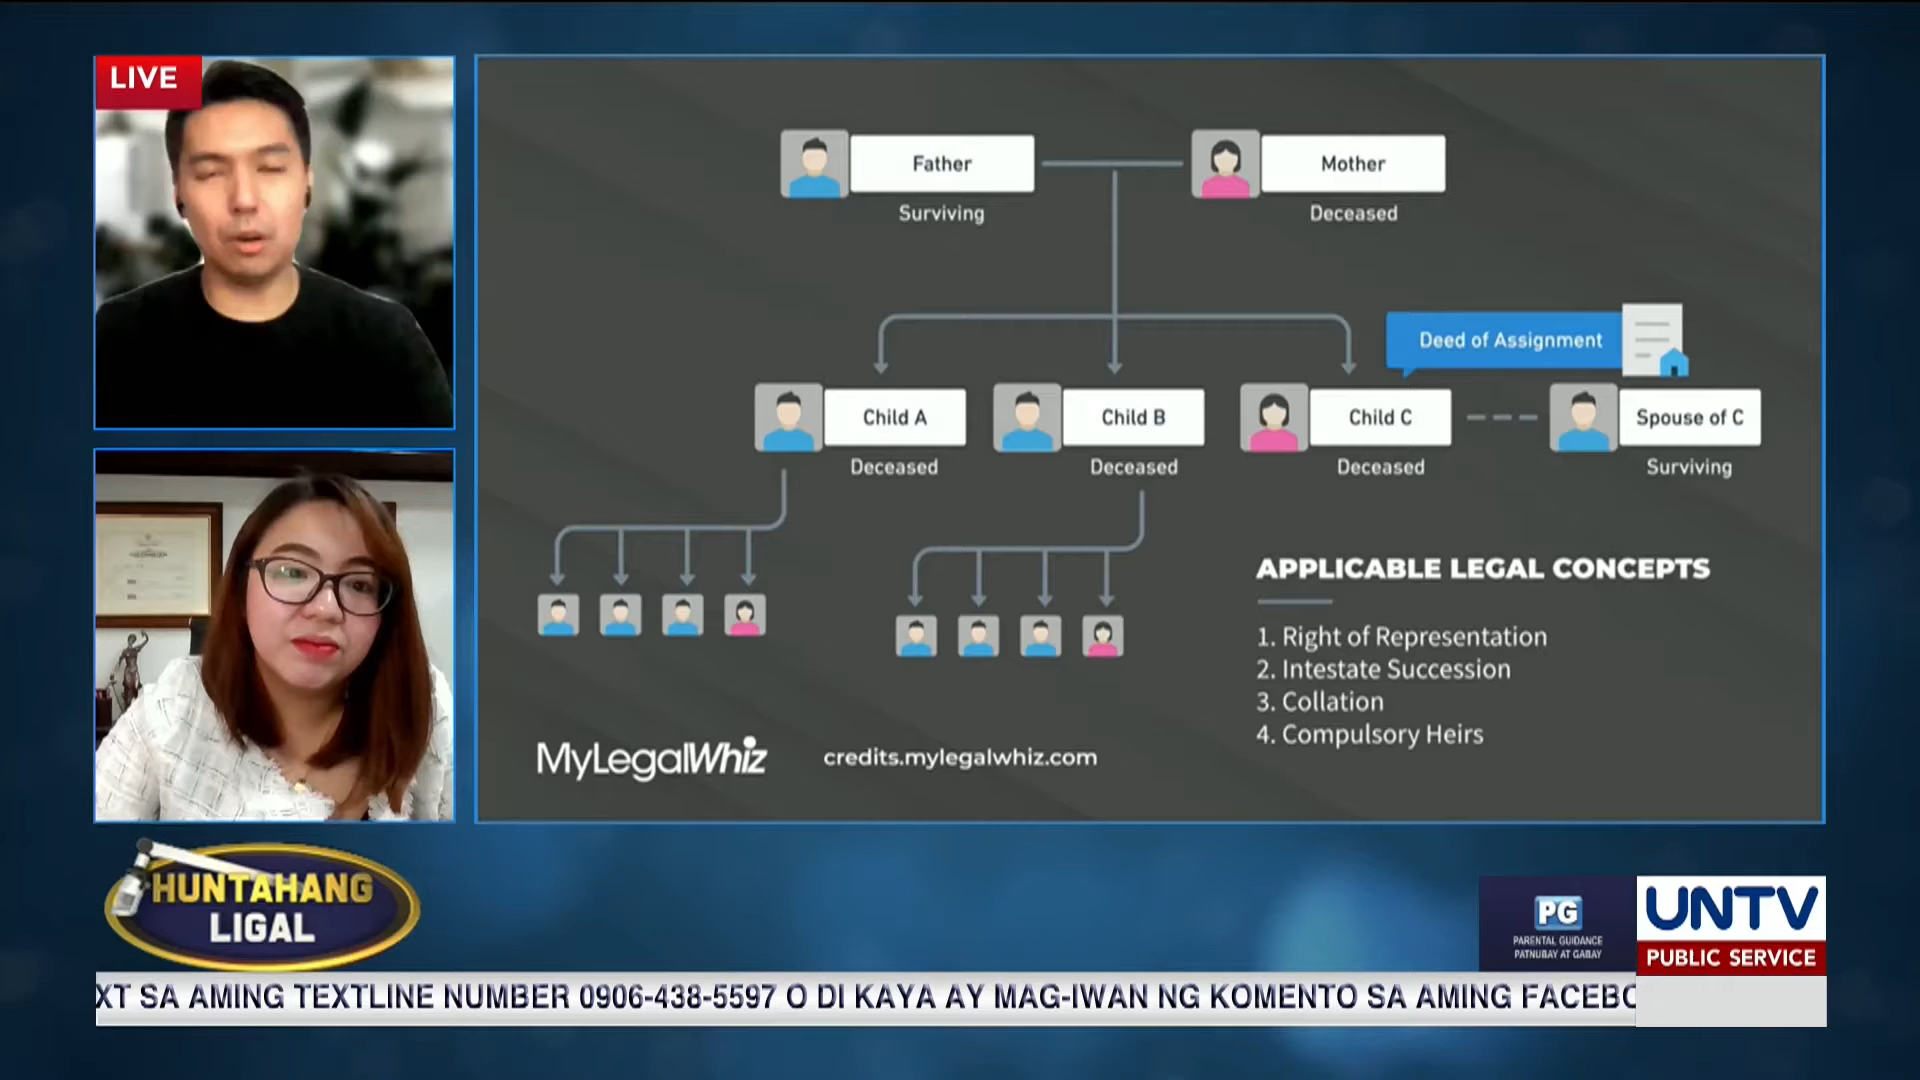 LIVE
Father
Surviving
Mother
Deceased
Deed of Assignment
Child A
Deceased
Child B
Deceased
Child C
Deceased
Spouse of C
Surviving
APPLICABLE LEGAL CONCEPTS
1. Right of Representation
2. Intestate Succession
3. Collation
4. Compulsory Heirs
MyLegalWhiz
credits.mylegalwhiz.com
HUNTAHANG
LIGAL
PG
PARENTAL GUIDANCE
PATNUBAY AT GABAY
UNTV
PUBLIC SERVICE
XT SA AMING TEXTLINE NUMBER 0906-438-5597 O DI KAYA AY MAG-IWAN NG KOMENTO SA AMING FACEBO